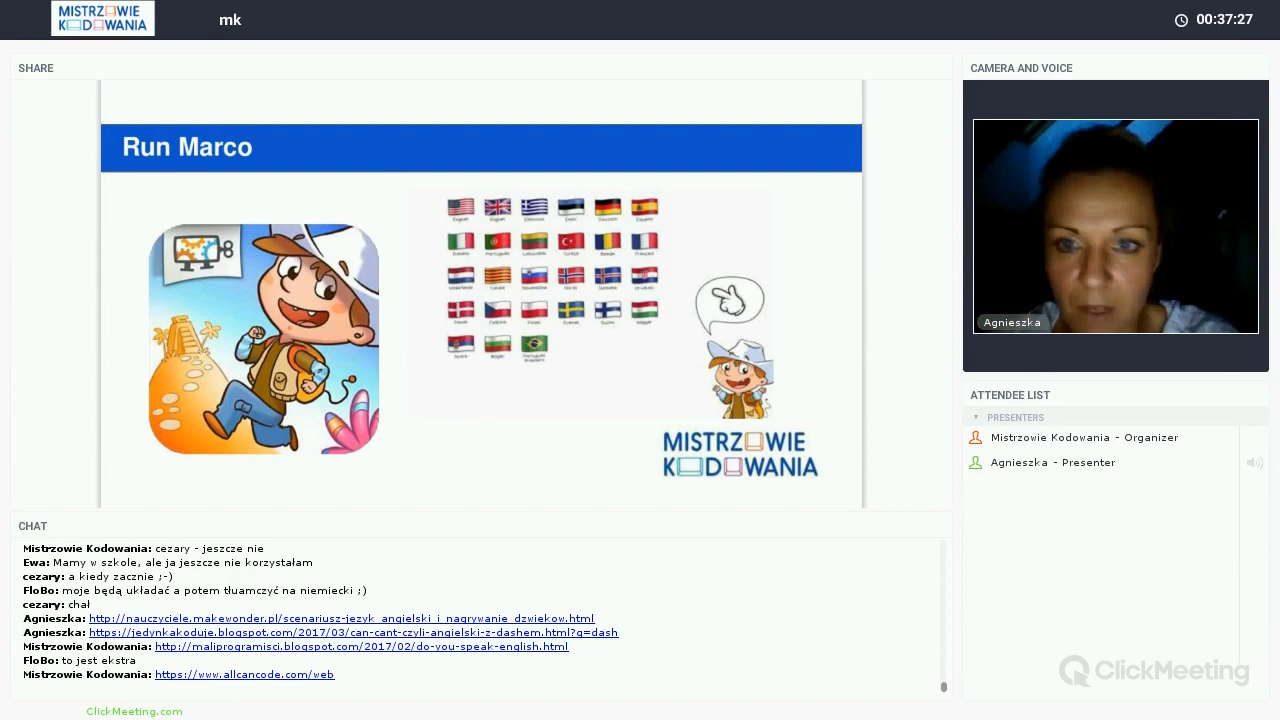 MISTRZOWIE
KODOWANIA
mk
00:37:27
SHARE
Run Marco
MISTRZOWIE
KODOWANIA
CAMERA AND VOICE
Agnieszka
ATTENDEE LIST
PRESENTERS
Mistrzowie Kodowania - Organizer
Agnieszka - Presenter
CHAT
Mistrzowie Kodowania: cezary - jeszcze nie
Ewa: Mamy w szkole, ale ja jeszcze nie korzystałam
cezary: a kiedy zacznie ;-)
FloBo: moje będą układać a potem tłuamczyć na niemiecki ;)
cezary: chał
Agnieszka: http://nauczyciele.makewonder.pl/scenariusz-jezyk_angielski_i_nagrywanie_dzwiekow.html
Agnieszka: https://jedynkakoduje.blogspot.com/2017/03/can-cant-czyli-angielski-z-dashem.html?q=dash
Mistrzowie Kodowania: http://maliprogramisci.blogspot.com/2017/02/do-you-speak-english.html
FloBo: to jest ekstra
Mistrzowie Kodowania: https://www.allcancode.com/web
ClickMeeting
ClickMeeting.com